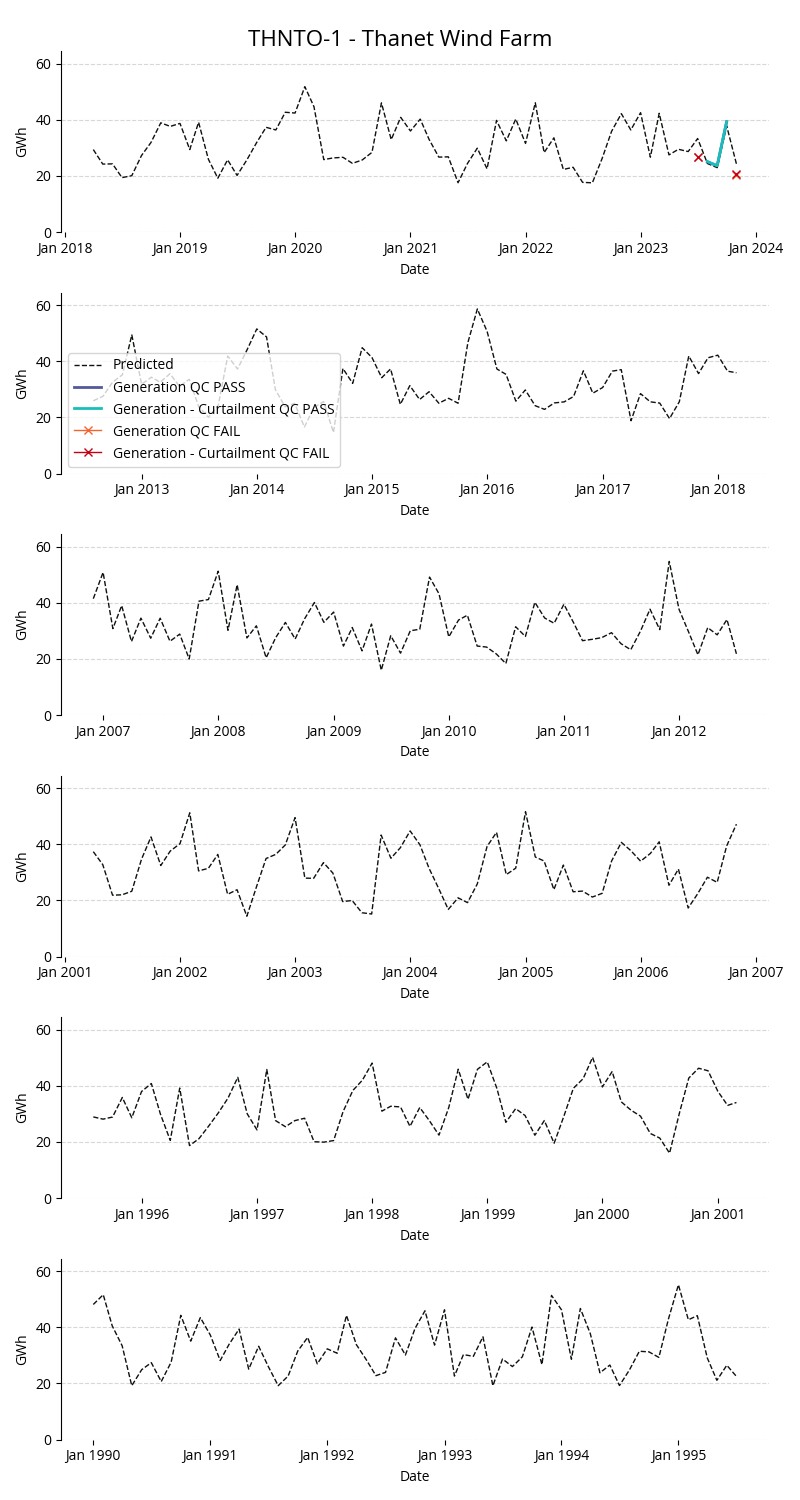 THNTO-1 - Thanet Wind Farm
60
40
20
0
GWh
Jan 2018 Jan 2019 Jan 2020 Jan 2021 Jan 2022 Jan 2023 Jan 2024
Date
60
40
20
0
GWh
Predicted
Generation QC PASS
Generation - Curtailment QC PASS
Generation QC FAIL
Generation - Curtailment QC FAIL
Jan 2013 Jan 2014 Jan 2015 Jan 2016 Jan 2017 Jan 2018
Date
60
40
20
0
GWh
Jan 2007 Jan 2008 Jan 2009 Jan 2010 Jan 2011 Jan 2012
Date
60
40
20
0
GWh
Jan 2001 Jan 2002 Jan 2003 Jan 2004 Jan 2005 Jan 2006 Jan 2007
Date
60
40
20
0
GWh
Jan 1996 Jan 1997 Jan 1998 Jan 1999 Jan 2000 Jan 2001
Date
60
40
20
0
GWh
Jan 1990 Jan 1991 Jan 1992 Jan 1993 Jan 1994 Jan 1995
Date